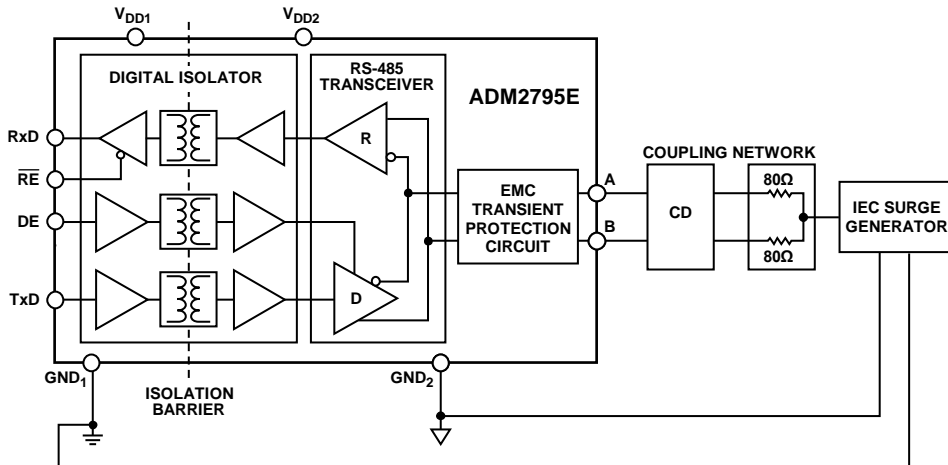 VDD1
VDD2
DIGITAL ISOLATOR
RS-485
TRANSCEIVER
ADM2795E
RxD
R
RE
DE
TxD
D
EMC
TRANSIENT
PROTECTION
CIRCUIT
A
B
COUPLING NETWORK
CD
80Ω
80Ω
IEC SURGE
GENERATOR
GND1
GND2
ISOLATION
BARRIER